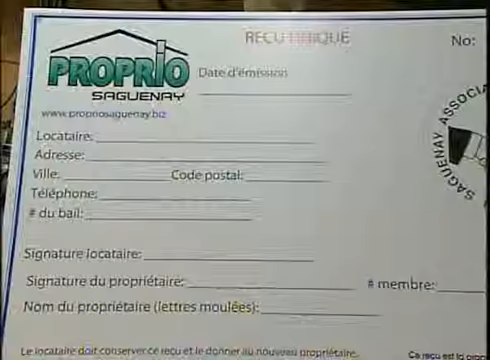 REÇU UNIQUE
No:
PROPRIO
SAGUENAY
Date d'émission
www.propriosaguenay.biz
Locataire:
Adresse:
Ville: Code postal:
Téléphone:
# du bail:
SAGUENAY ASSOCIA
Signature locataire:
Signature du propriétaire: # membre:
Nom du propriétaire (lettres moulées):
Le locataire doit conserver ce reçu et le donner au nouveau propriétaire. Ce reçu est la